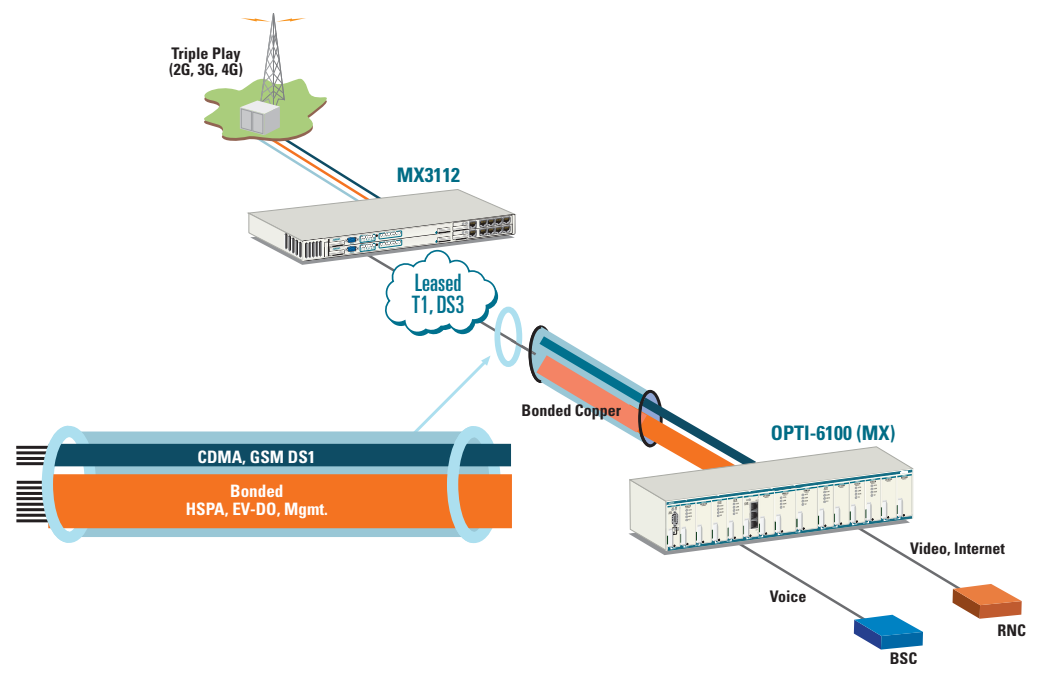 Triple Play
(2G, 3G, 4G)
MX3112
Leased
T1, DS3
Bonded Copper
OPTI-6100 (MX)
CDMA, GSM DS1
Bonded
HSPA, EV-DO, Mgmt.
Video, Internet
Voice
RNC
BSC